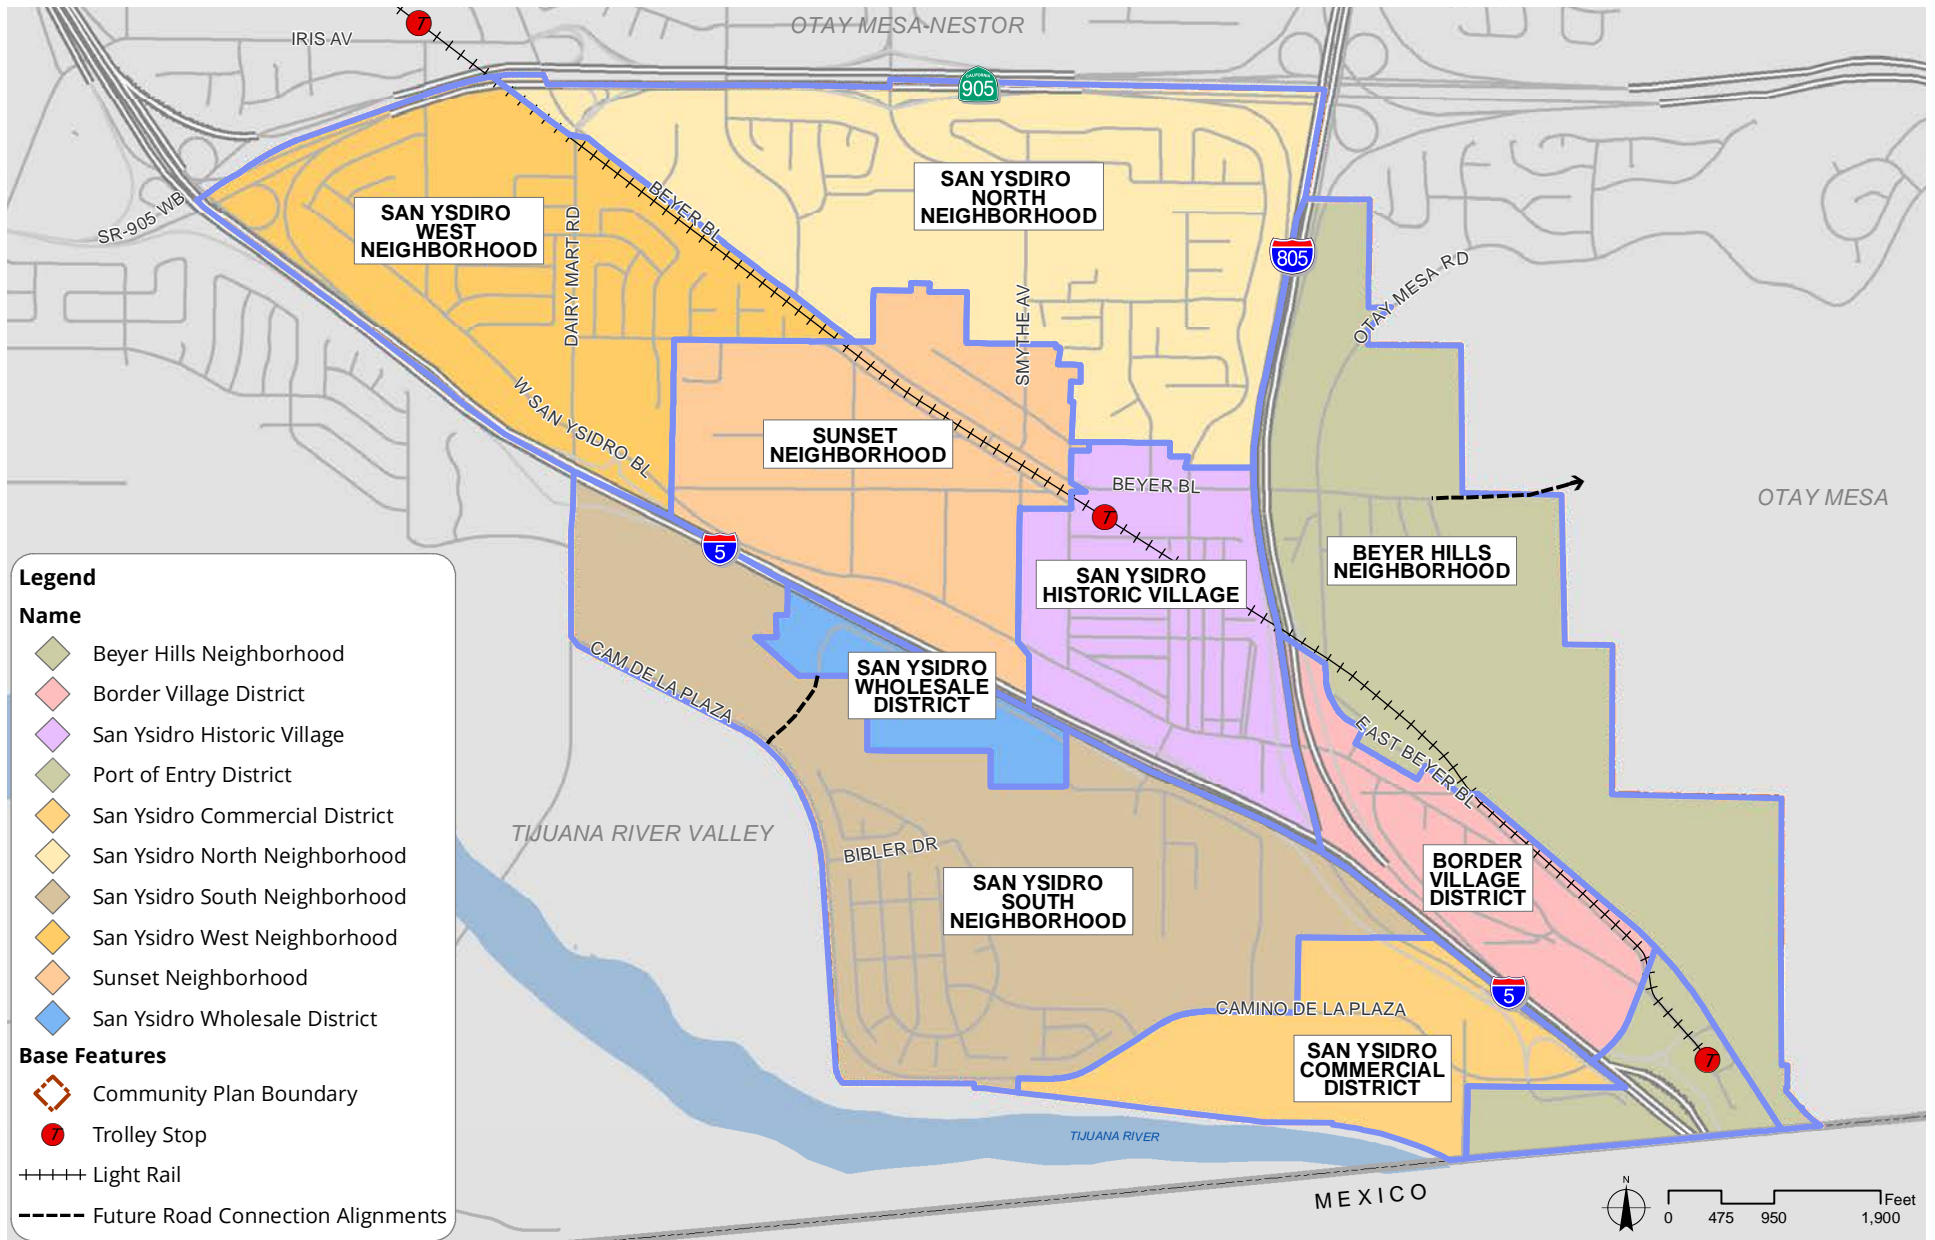 OTAY MESA-NESTOR
IRIS AV
CALIFORNIA
905
SAN YSDIRO
NORTH
NEIGHBORHOOD
SAN YSDIRO
WEST
NEIGHBORHOOD
SR-905 WB
BEYER BL
DAIRY MART RD
805
OTAY MESA RD
SMYTHE AV
W SAN YSIDRO BL
SUNSET
NEIGHBORHOOD
BEYER BL
T
T
OTAY MESA
5
BEYER HILLS
NEIGHBORHOOD
SAN YSIDRO
HISTORIC VILLAGE
CAM DE LA PLAZA
SAN YSIDRO
WHOLESALE
DISTRICT
EAST BEYER BL
TIJUANA RIVER VALLEY
BIBLER DR
SAN YSIDRO
SOUTH
NEIGHBORHOOD
BORDER
VILLAGE
DISTRICT
5
CAMINO DE LA PLAZA
SAN YSIDRO
COMMERCIAL
DISTRICT
T
TIJUANA RIVER
MEXICO
N
Feet
0 475 950 1,900
Legend
Name
Beyer Hills Neighborhood
Border Village District
San Ysidro Historic Village
Port of Entry District
San Ysidro Commercial District
San Ysidro North Neighborhood
San Ysidro South Neighborhood
San Ysidro West Neighborhood
Sunset Neighborhood
San Ysidro Wholesale District
Base Features
Community Plan Boundary
T Trolley Stop
Light Rail
Future Road Connection Alignments